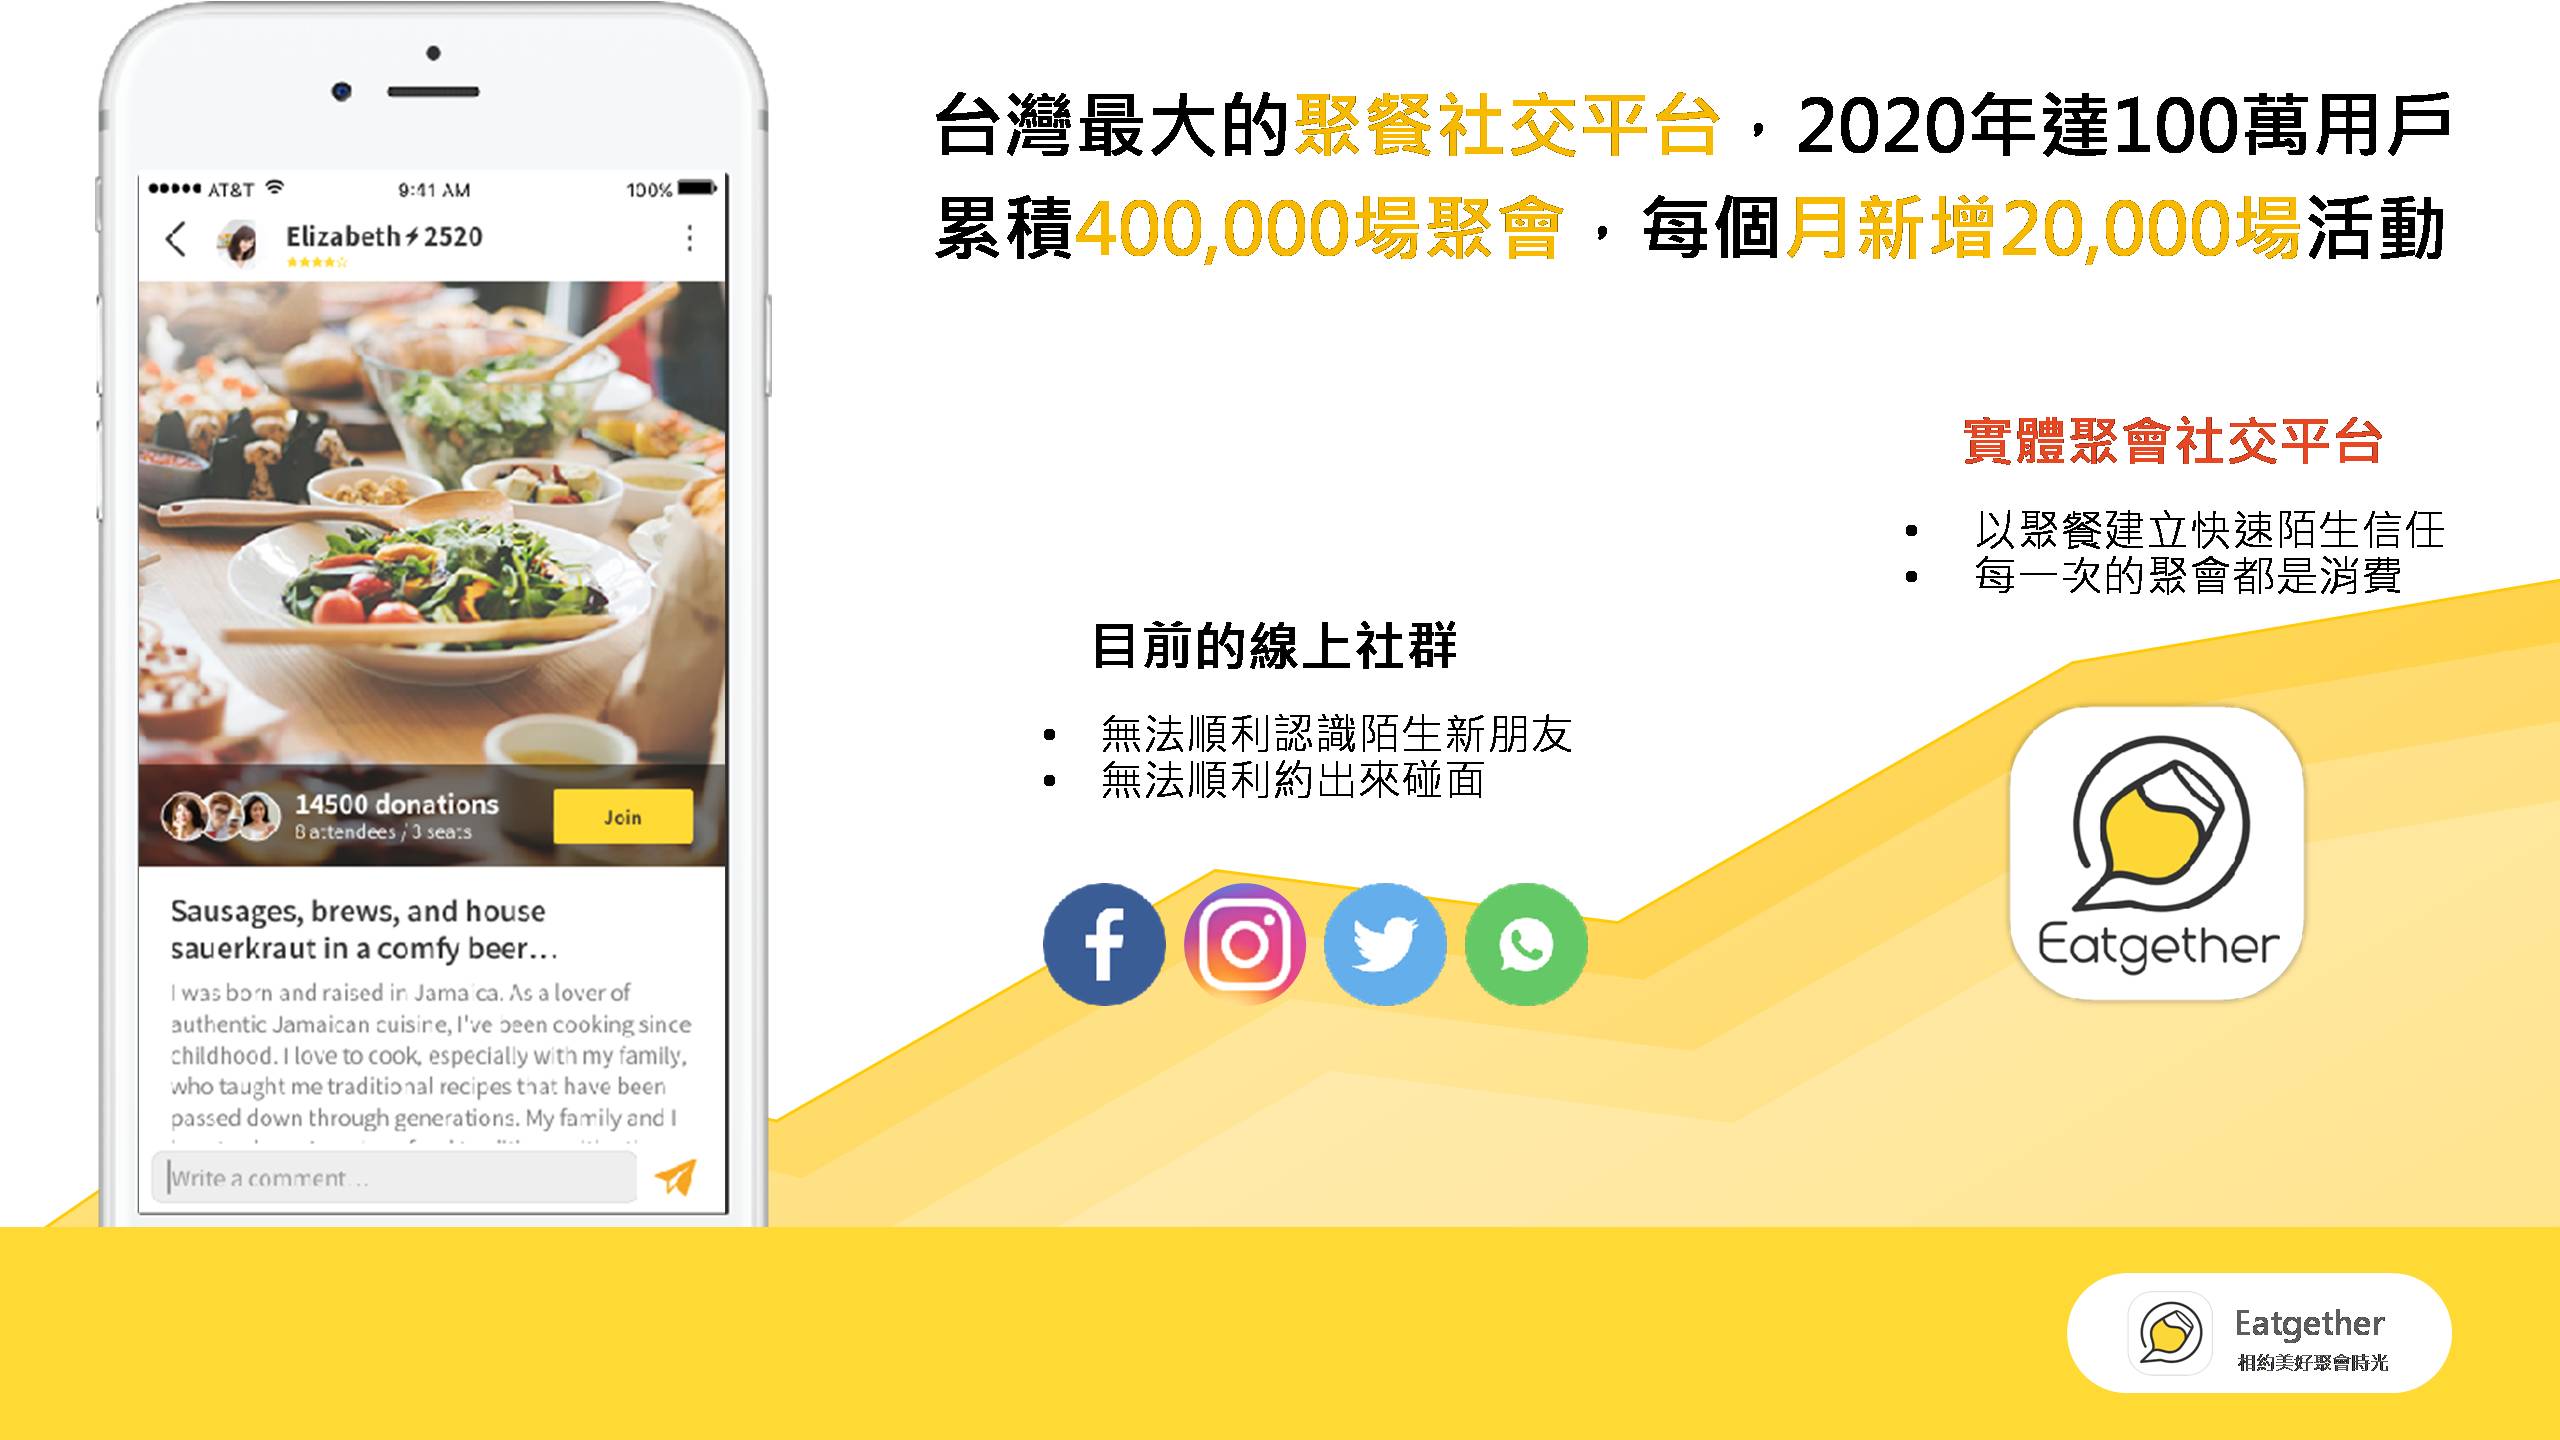 台灣最大的聚餐社交平台，2020年達100萬用戶
累積400,000場聚會，每個月新增20,000場活動
AT&T
9:41 AM
100%
Elizabeth⚡2520
14500 donations
8 attendees / 3 seats
Join
Sausages, brews, and house
sauerkraut in a comfy beer…
I was born and raised in Jamaica. As a lover of
authentic Jamaican cuisine, I've been cooking since
childhood. I love to cook, especially with my family,
who taught me traditional recipes that have been
passed down through generations. My family and I
Write a comment…
實體聚會社交平台
• 以聚餐建立快速陌生信任
• 每一次的聚會都是消費
目前的線上社群
• 無法順利認識陌生新朋友
• 無法順利約出來碰面
Eatgether
Eatgether
相約美好聚會時光